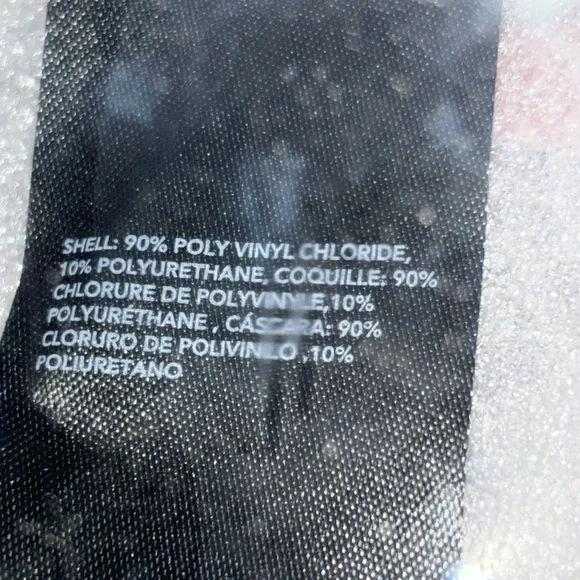 SHELL: 90% POLY VINYL CHLORIDE,
10% POLYURETHANE, COQUILLE: 90%
CHLORURE DE POLYVINYLE,10%
POLYURÉTHANE , CÁSCARA: 90%
CLORURO DE POLIVINILO ,10%
POLIURETANO